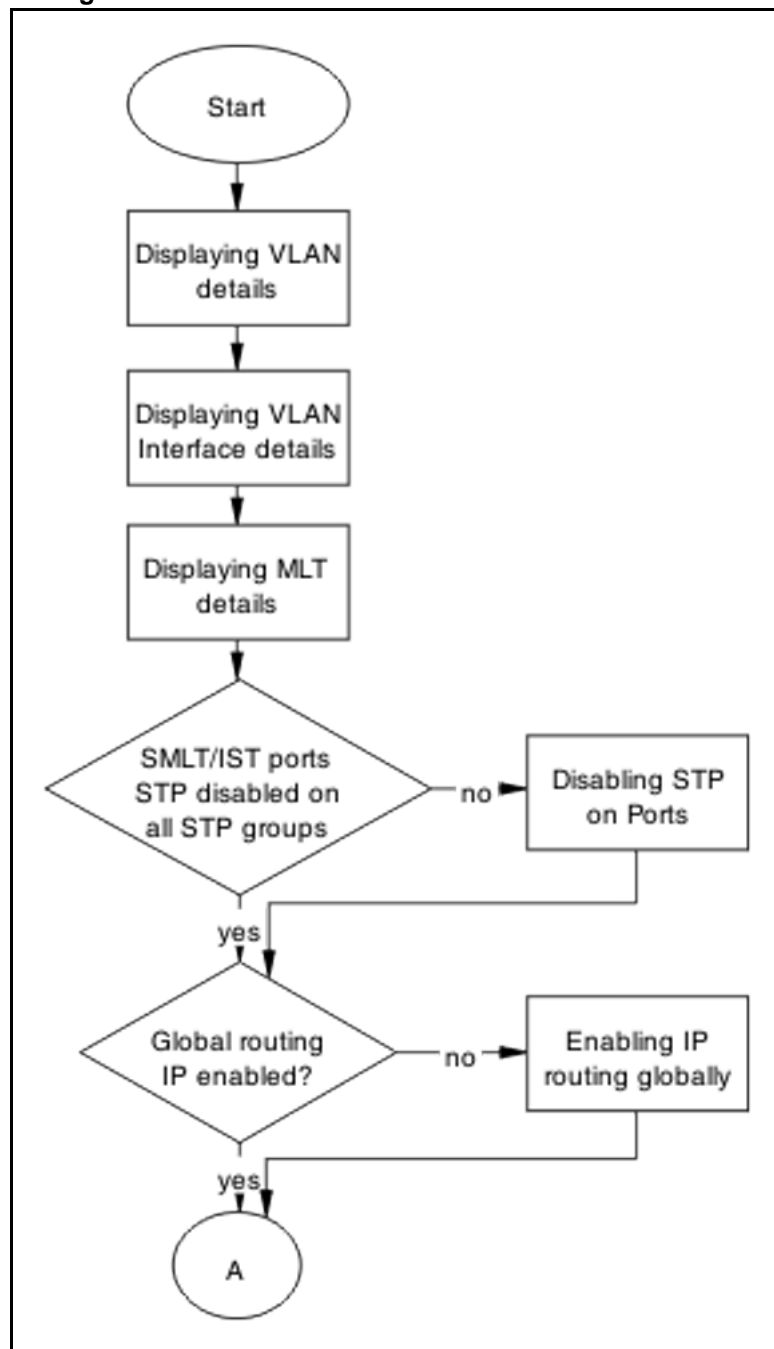 Start
Displaying VLAN
details
Displaying VLAN
Interface details
Displaying MLT
details
SMLT/IST ports
STP disabled on
all STP groups
no
Disabling STP
on Ports
yes
Global routing
IP enabled?
no
Enabling IP
routing globally
yes
A